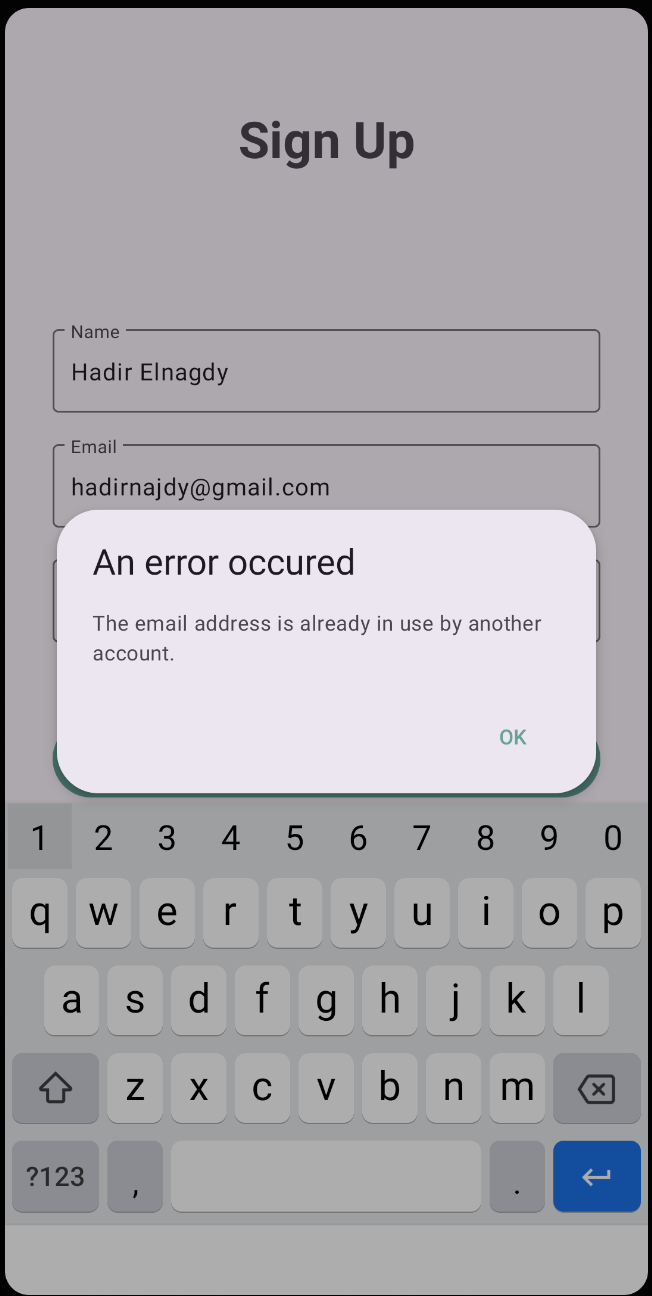 Sign Up
Name
Hadir Elnagdy
Email
hadirnajdy@gmail.com
An error occured
The email address is already in use by another
account.
OK
1 2 3 4 5 6 7 8 9 0
q w e r t y u i o p
a s d f g h j k l
z x c v b n m
?123 , .